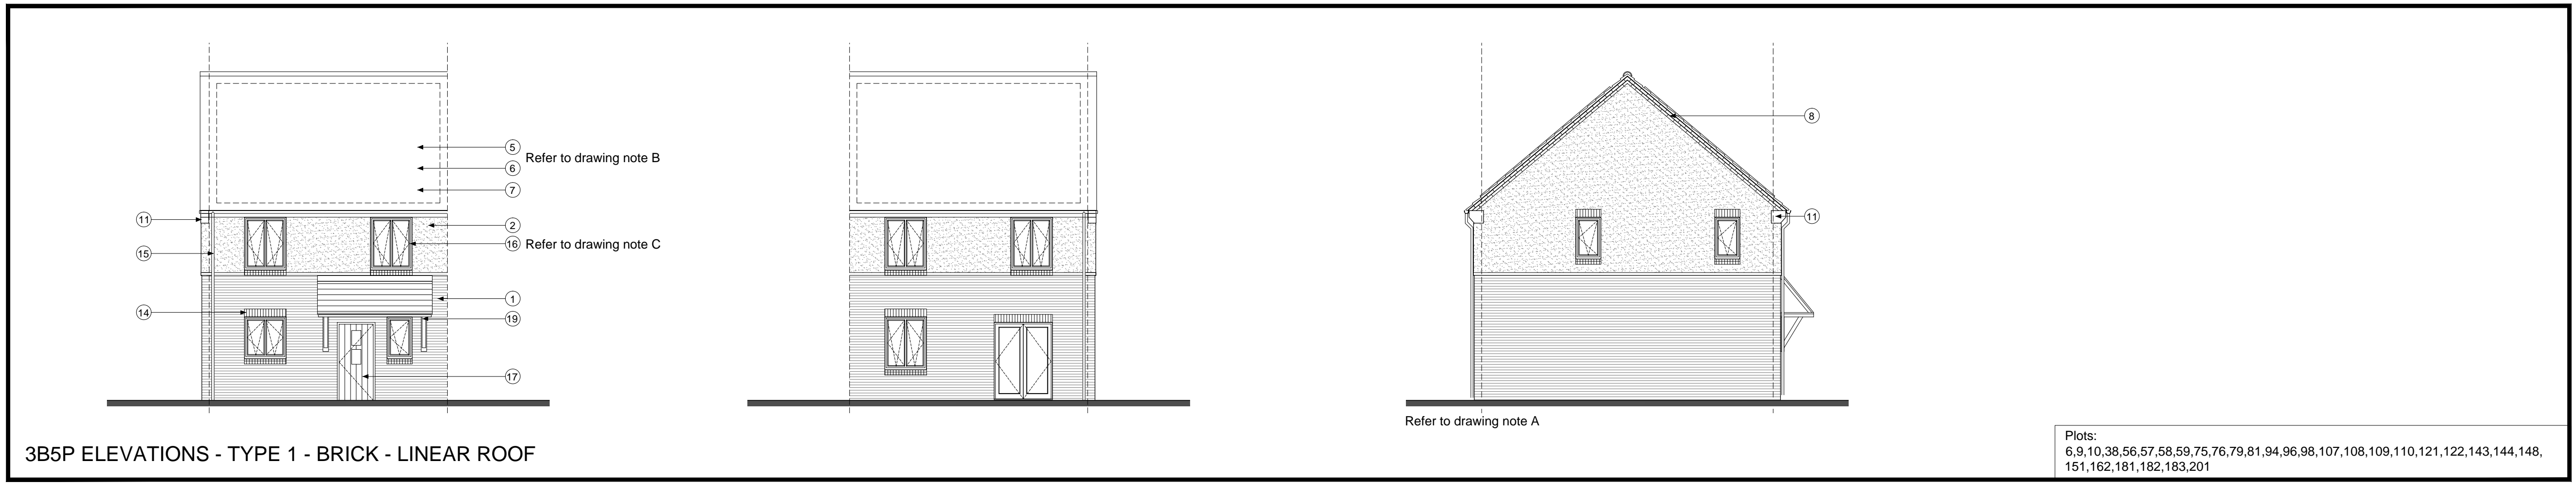 5
Refer to drawing note B
6
7
11
2
16 Refer to drawing note C
15
1
14
19
17
8
11
Refer to drawing note A
3B5P ELEVATIONS - TYPE 1 - BRICK - LINEAR ROOF
Plots:
6,9,10,38,56,57,58,59,75,76,79,81,94,96,98,107,108,109,110,121,122,143,144,148,
151,162,181,182,183,201